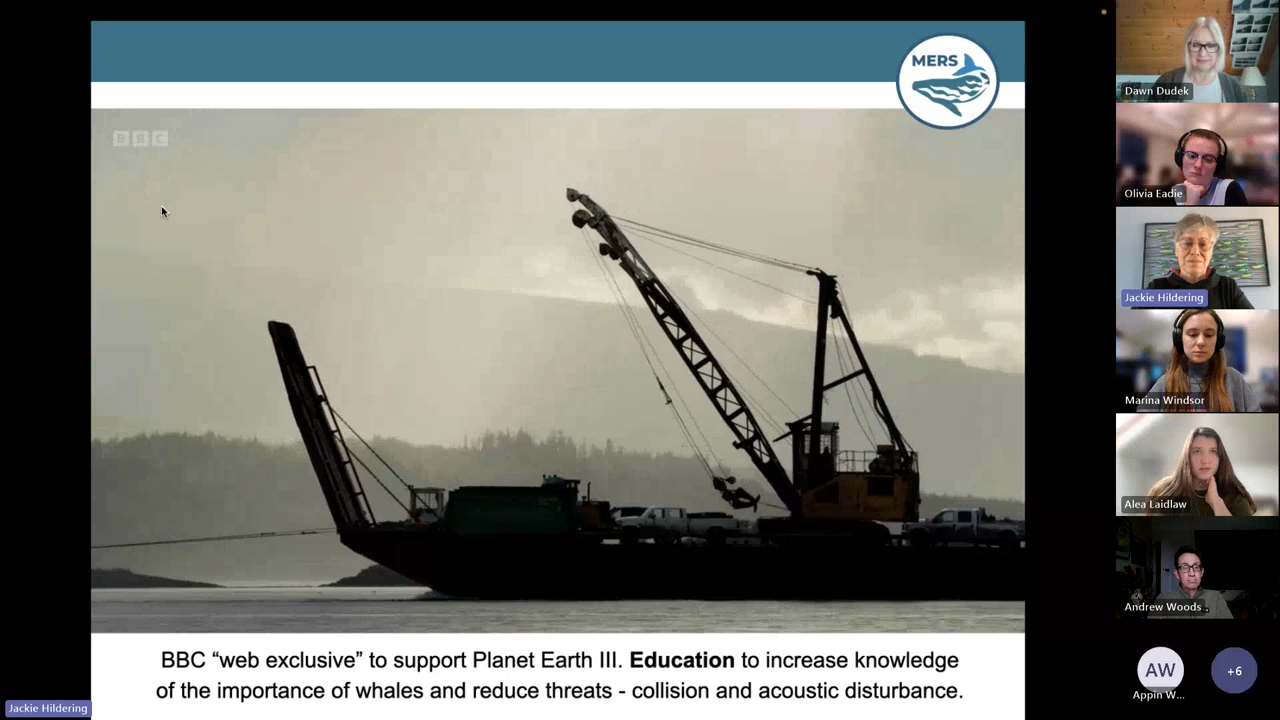 MERS
BBC
BBC “web exclusive” to support Planet Earth III. Education to increase knowledge
of the importance of whales and reduce threats - collision and acoustic disturbance.
Dawn Dudek
Olivia Eadie
Jackie Hildering
Marina Windsor
Alea Laidlaw
Andrew Woods ..
AW
+6
Appin W...
Jackie Hildering